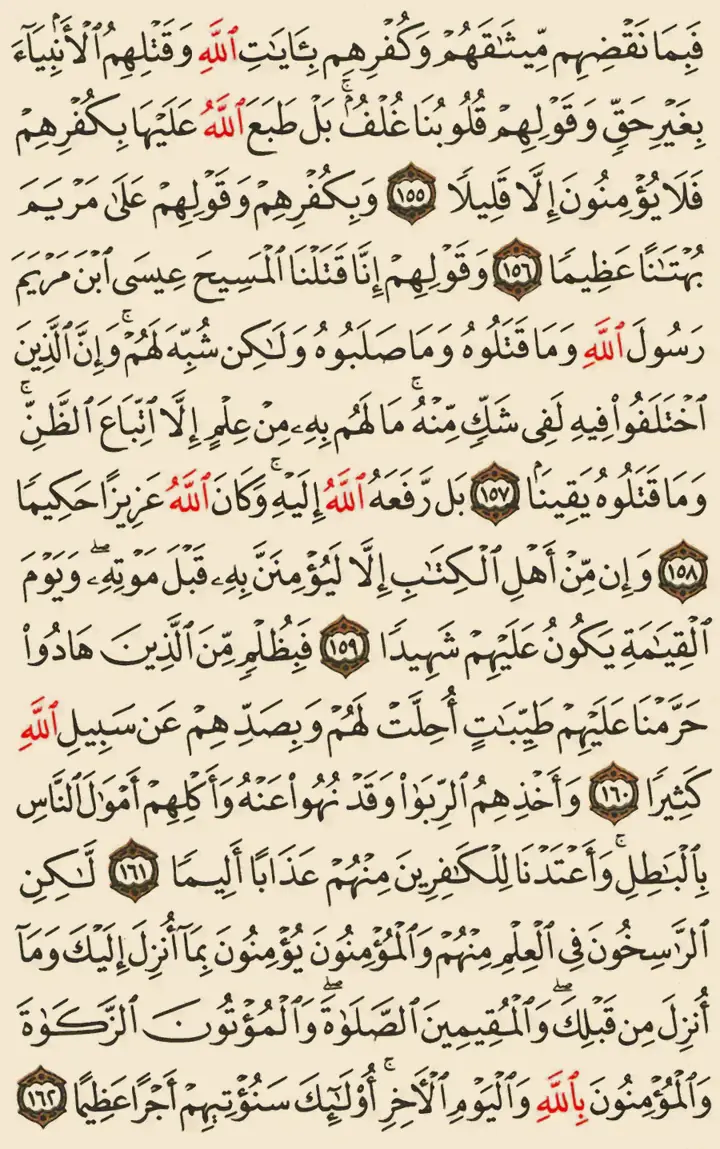 فَبِمَا نَقْضِهِم مِّيثَٰقَهُمْ وَكُفْرِهِم بِـَٔايَٰتِ ٱللَّهِ وَقَتْلِهِمُ ٱلْأَنۢبِيَآءَ
بِغَيْرِ حَقٍّ وَقَوْلِهِمْ قُلُوبُنَا غُلْفٌۢ ۚ بَلْ طَبَعَ ٱللَّهُ عَلَيْهَا بِكُفْرِهِمْ
فَلَا يُؤْمِنُونَ إِلَّا قَلِيلًا ١٥٥ وَبِكُفْرِهِمْ وَقَوْلِهِمْ عَلَىٰ مَرْيَمَ
بُهْتَٰنًا عَظِيمًا ١٥٦ وَقَوْلِهِمْ إِنَّا قَتَلْنَا ٱلْمَسِيحَ عِيسَى ٱبْنَ مَرْيَمَ
رَسُولَ ٱللَّهِ وَمَا قَتَلُوهُ وَمَا صَلَبُوهُ وَلَٰكِن شُبِّهَ لَهُمْ ۚ وَإِنَّ ٱلَّذِينَ
ٱخْتَلَفُوا۟ فِيهِ لَفِى شَكٍّ مِّنْهُ ۚ مَا لَهُم بِهِۦ مِنْ عِلْمٍ إِلَّا ٱتِّبَاعَ ٱلظَّنِّ ۚ
وَمَا قَتَلُوهُ يَقِينًۢا ١٥٧ بَل رَّفَعَهُ ٱللَّهُ إِلَيْهِ ۚ وَكَانَ ٱللَّهُ عَزِيزًا حَكِيمًا
١٥٨ وَإِن مِّنْ أَهْلِ ٱلْكِتَٰبِ إِلَّا لَيُؤْمِنَنَّ بِهِۦ قَبْلَ مَوْتِهِۦ ۖ وَيَوْمَ
ٱلْقِيَٰمَةِ يَكُونُ عَلَيْهِمْ شَهِيدًا ١٥٩ فَبِظُلْمٍ مِّنَ ٱلَّذِينَ هَادُوا۟
حَرَّمْنَا عَلَيْهِمْ طَيِّبَٰتٍ أُحِلَّتْ لَهُمْ وَبِصَدِّهِمْ عَن سَبِيلِ ٱللَّهِ
كَثِيرًا ١٦٠ وَأَخْذِهِمُ ٱلرِّبَوٰا۟ وَقَدْ نُهُوا۟ عَنْهُ وَأَكْلِهِمْ أَمْوَٰلَ ٱلنَّاسِ
بِٱلْبَٰطِلِ ۚ وَأَعْتَدْنَا لِلْكَٰفِرِينَ مِنْهُمْ عَذَابًا أَلِيمًا ١٦١ لَّٰكِنِ
ٱلرَّٰسِخُونَ فِى ٱلْعِلْمِ مِنْهُمْ وَٱلْمُؤْمِنُونَ يُؤْمِنُونَ بِمَآ أُنزِلَ إِلَيْكَ وَمَآ
أُنزِلَ مِن قَبْلِكَ ۖ وَٱلْمُقِيمِينَ ٱلصَّلَوٰةَ ۖ وَٱلْمُؤْتُونَ ٱلزَّكَوٰةَ
وَٱلْمُؤْمِنُونَ بِٱللَّهِ وَٱلْيَوْمِ ٱلْءَاخِرِ ۚ أُو۟لَٰٓئِكَ سَنُؤْتِيهِمْ أَجْرًا عَظِيمًا ١٦٢